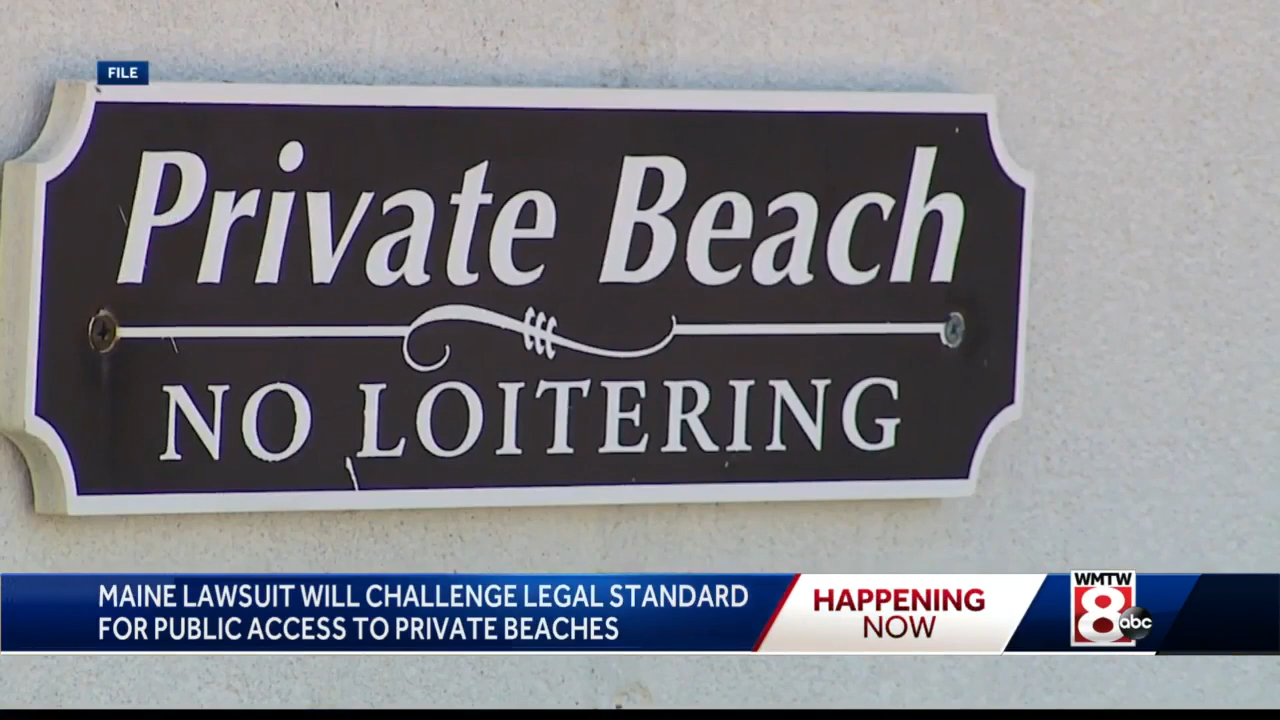 FILE
Private Beach
NO LOITERING
MAINE LAWSUIT WILL CHALLENGE LEGAL STANDARD
FOR PUBLIC ACCESS TO PRIVATE BEACHES
HAPPENING
NOW
WMTW
8
abc